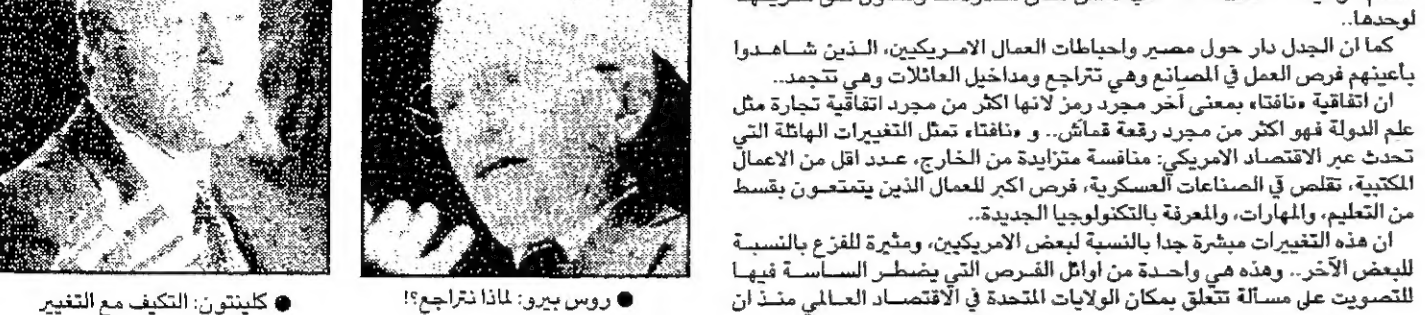 لوحدها..
كما ان الجدل دار حول مصير واحباطات العمال الامريكيين، الذين شاهدوا
بأعينهم فرص العمل في المصانع وهي تتراجع ومداخيل العائلات وهي تتجمد..
ان اتفاقية «نافتا» بمعنى آخر مجرد رمز لانها اكثر من مجرد اتفاقية تجارة مثل
علم الدولة فهو اكثر من مجرد رقعة قماش.. و «نافتا» تمثل التغييرات الهائلة التي
تحدث عبر الاقتصاد الامريكي: منافسة متزايدة من الخارج، عدد اقل من الاعمال
المكتبية، تقلص في الصناعات العسكرية، فرص اكبر للعمال الذين يتمتعون بقسط
من التعليم، والمهارات، والمعرفة بالتكنولوجيا الجديدة..
ان هذه التغييرات مبشرة جدا بالنسبة لبعض الامريكيين، ومثيرة للفزع بالنسبة
للبعض الآخر.. وهذه هي واحدة من اوائل الفرص التي يضطر الساسة فيها
للتصويت على مسألة تتعلق بمكان الولايات المتحدة في الاقتصاد العالمي منذ ان
● روس بيرو: لماذا نتراجع؟!
● كلينتون: التكيف مع التغيير